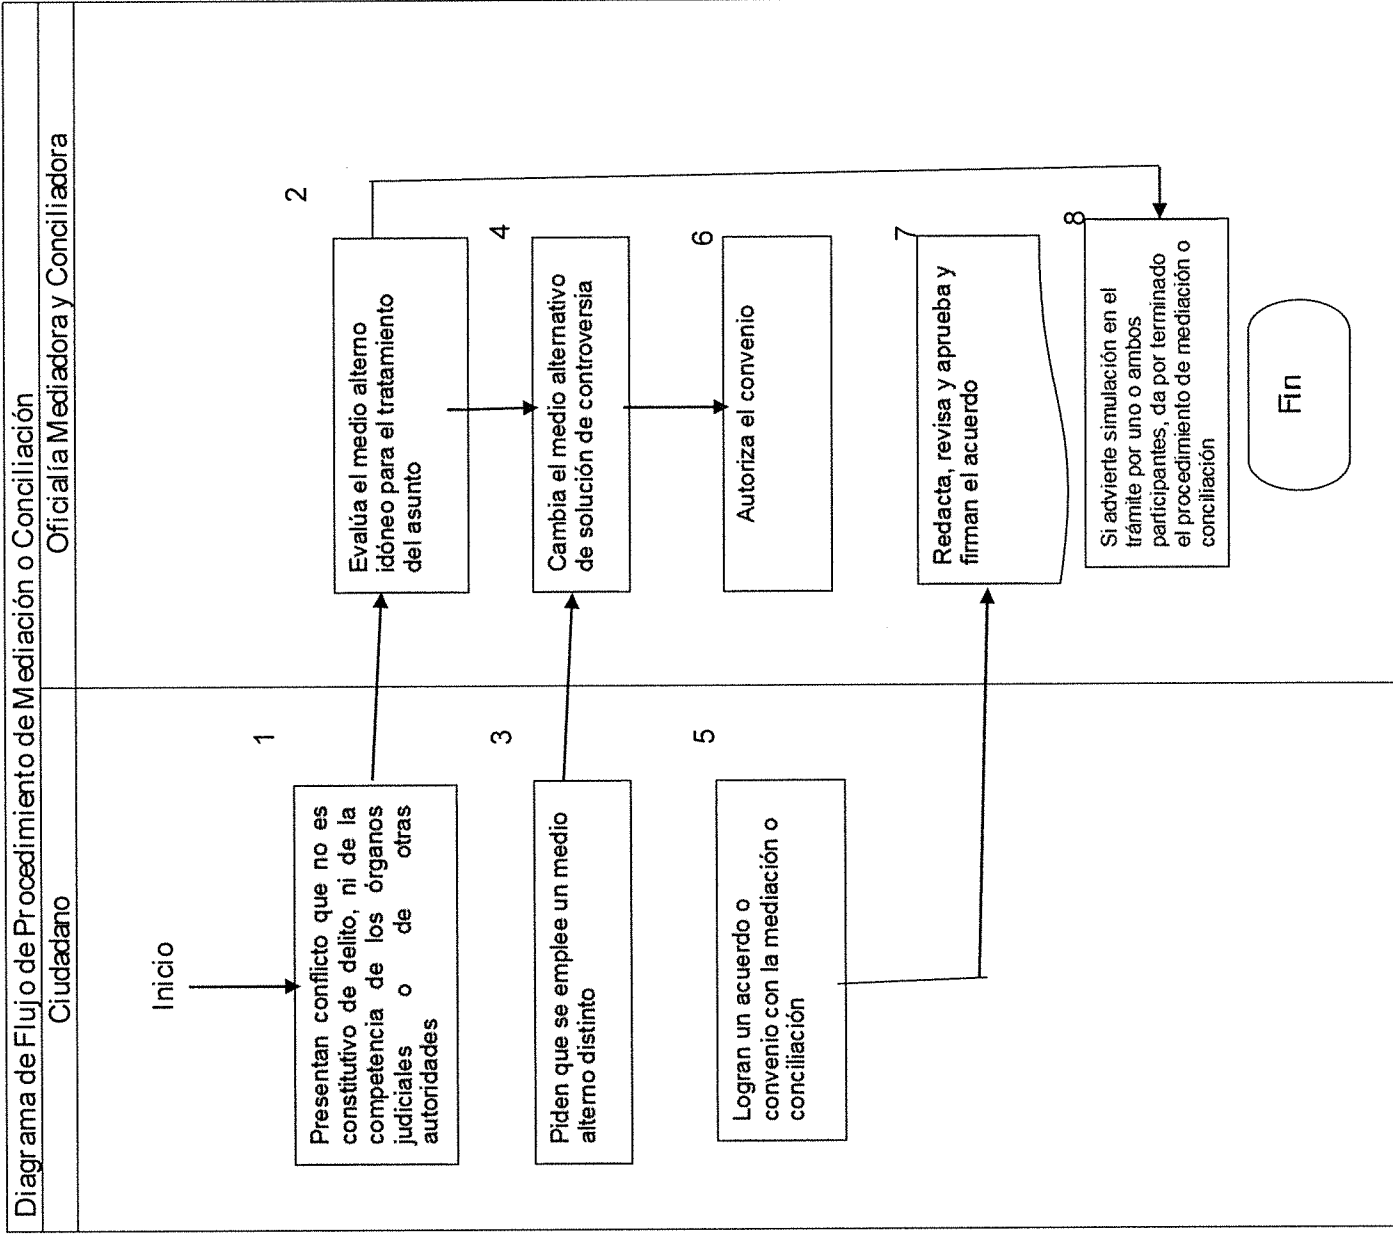 Diagrama de Flujo de Procedimiento de Mediación o Conciliación
Ciudadano
Oficialía Mediadora y Conciliadora
Inicio
1
Presentan conflicto que no es
constitutivo de delito, ni de la
competencia de los órganos
judiciales o de otras
autoridades
2
Evalúa el medio alterno
idóneo para el tratamiento
del asunto
3
Piden que se emplee un medio
alterno distinto
4
Cambia el medio alternativo
de solución de controversia
5
Logran un acuerdo o
convenio con la mediación o
conciliación
6
Autoriza el convenio
7
Redacta, revisa y aprueba y
firman el acuerdo
8
Si advierte simulación en el
trámite por uno o ambos
participantes, da por terminado
el procedimiento de mediación o
conciliación
Fin